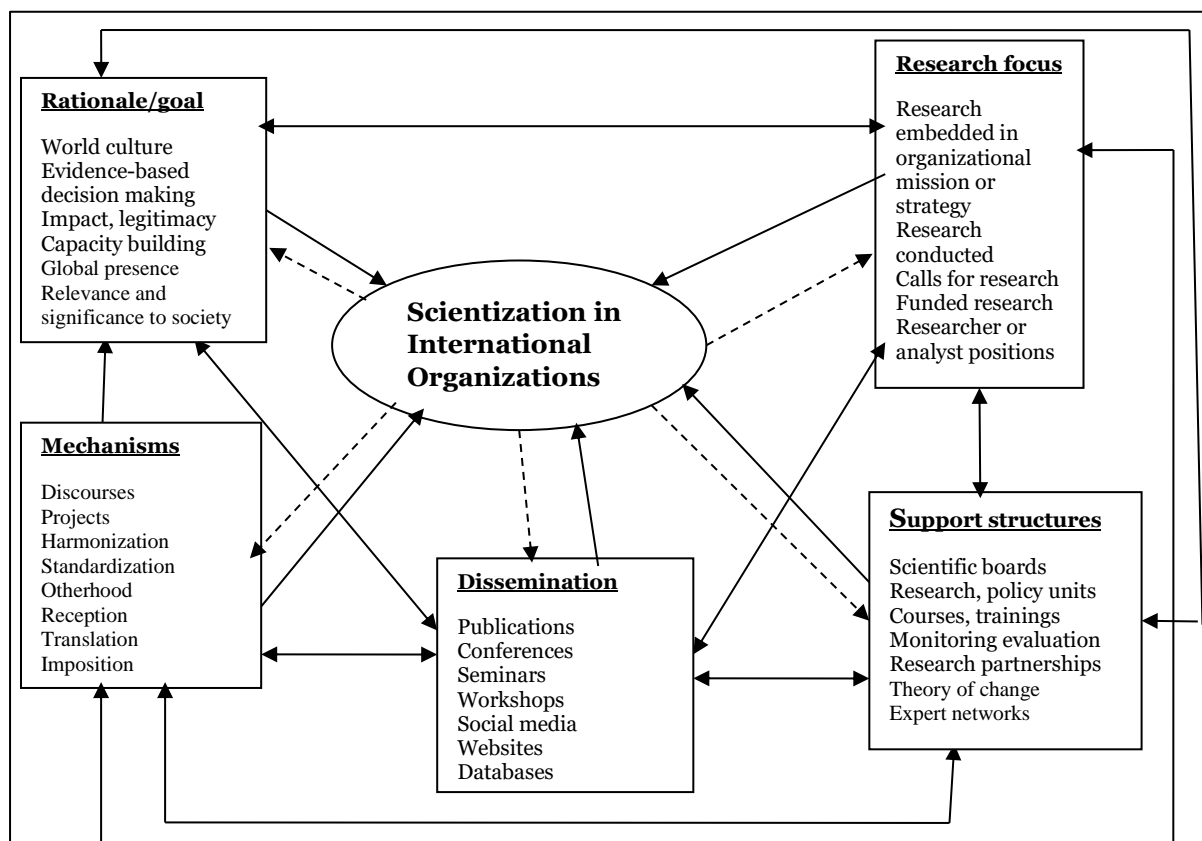 Rationale/goal
World culture
Evidence-based
decision making
Impact, legitimacy
Capacity building
Global presence
Relevance and
significance to society
Research focus
Research
embedded in
organizational
mission or
strategy
Research
conducted
Calls for research
Funded research
Researcher or
analyst positions
Scientization in
International
Organizations
Mechanisms
Discourses
Projects
Harmonization
Standardization
Otherhood
Reception
Translation
Imposition
Dissemination
Publications
Conferences
Seminars
Workshops
Social media
Websites
Databases
Support structures
Scientific boards
Research, policy units
Courses, trainings
Monitoring evaluation
Research partnerships
Theory of change
Expert networks